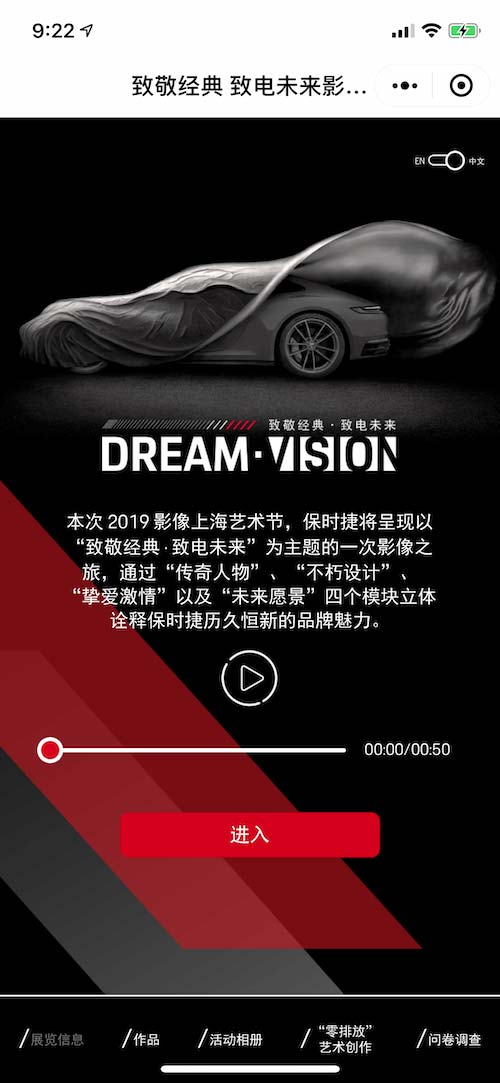 9:22
致敬经典 致电未来影...
EN 中文
致敬经典 · 致电未来
DREAM·VISION
本次 2019 影像上海艺术节，保时捷将呈现以
“致敬经典 · 致电未来”为主题的一次影像之
旅，通过“传奇人物”、“不朽设计”、
“挚爱激情”以及“未来愿景”四个模块立体
诠释保时捷历久恒新的品牌魅力。
00:00/00:50
进入
展览信息
作品
活动相册
“零排放”
艺术创作
问卷调查